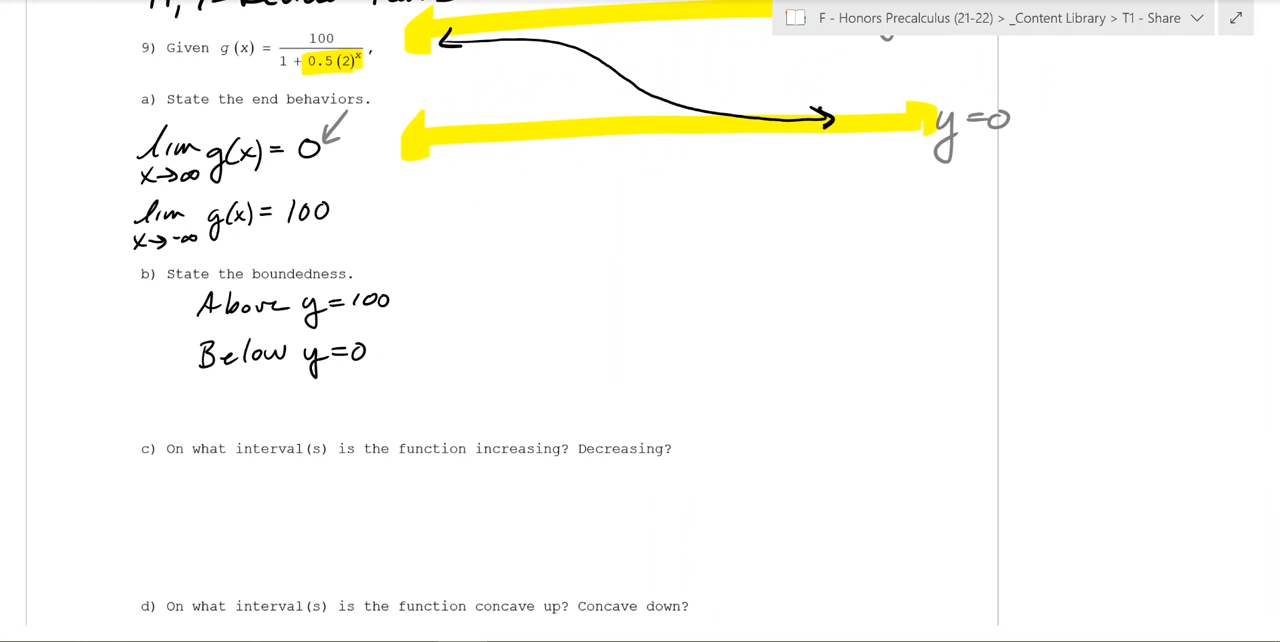 F - Honors Precalculus (21-22) > _Content Library > T1 - Share
9) Given g(x) = 100 / (1 + 0.5(2)^x),
a) State the end behaviors.
lim x→∞ g(x) = 0
y=0
lim x→-∞ g(x) = 100
b) State the boundedness.
Above y=100
Below y=0
c) On what interval(s) is the function increasing? Decreasing?
d) On what interval(s) is the function concave up? Concave down?